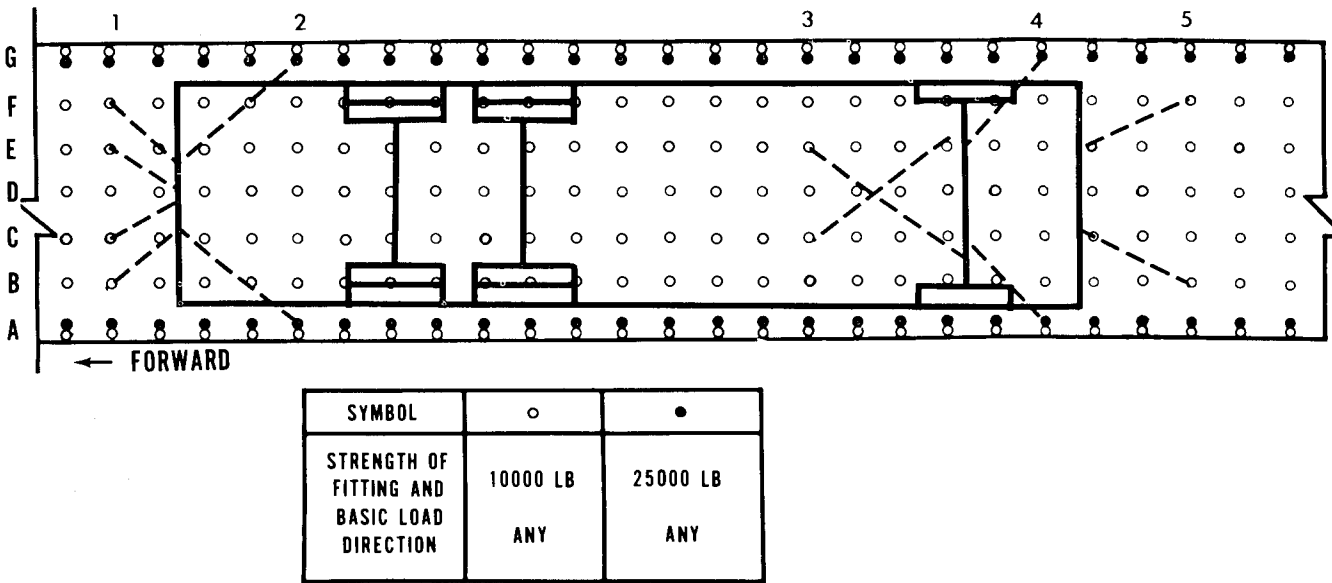 1 2 3 4 5
G
F
E
D
C
B
A
← FORWARD
SYMBOL ○ ●
STRENGTH OF
FITTING AND
BASIC LOAD
DIRECTION
10000 LB
ANY
25000 LB
ANY